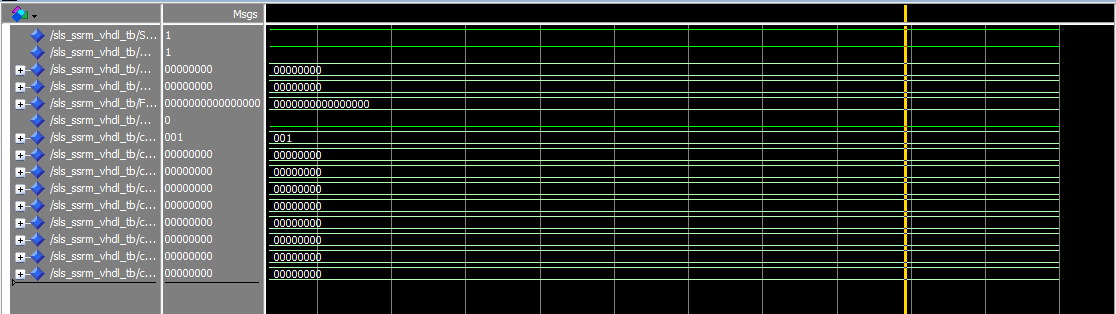 Msgs
/sls_ssrm_vhdl_tb/S... 1
/sls_ssrm_vhdl_tb/... 1
/sls_ssrm_vhdl_tb/... 00000000 00000000
/sls_ssrm_vhdl_tb/... 00000000 00000000
/sls_ssrm_vhdl_tb/F... 0000000000000000 0000000000000000
/sls_ssrm_vhdl_tb/... 0
/sls_ssrm_vhdl_tb/c... 001 001
/sls_ssrm_vhdl_tb/c... 00000000 00000000
/sls_ssrm_vhdl_tb/c... 00000000 00000000
/sls_ssrm_vhdl_tb/c... 00000000 00000000
/sls_ssrm_vhdl_tb/c... 00000000 00000000
/sls_ssrm_vhdl_tb/c... 00000000 00000000
/sls_ssrm_vhdl_tb/c... 00000000 00000000
/sls_ssrm_vhdl_tb/c... 00000000 00000000
/sls_ssrm_vhdl_tb/c... 00000000 00000000